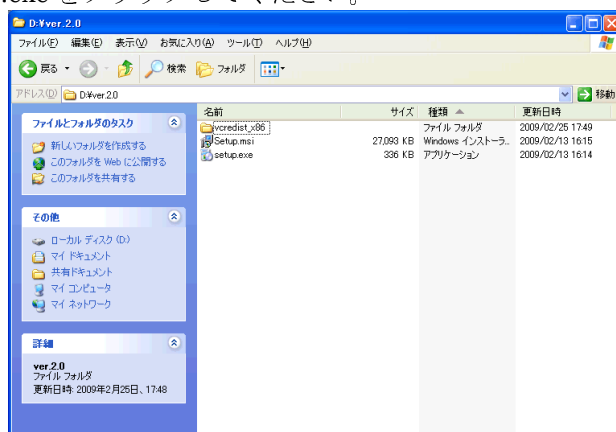 .exe をクリックしてください。
D:¥ver.2.0
ファイル(F) 編集(E) 表示(V) お気に入り(A) ツール(T) ヘルプ(H)
戻る 検索 フォルダ
アドレス(D) D:¥ver.2.0 移動
名前 サイズ 種類 更新日時
vcredist_x86 ファイル フォルダ 2009/02/25 17:49
Setup.msi 27,093 KB Windows インストーラ... 2009/02/13 16:15
setup.exe 336 KB アプリケーション 2009/02/13 16:14
ファイルとフォルダのタスク
新しいフォルダを作成する
このフォルダを Web に公開する
このフォルダを共有する
その他
ローカル ディスク (D:)
マイ ドキュメント
共有ドキュメント
マイ コンピュータ
マイ ネットワーク
詳細
ver.2.0
ファイル フォルダ
更新日時: 2009年2月25日、17:48